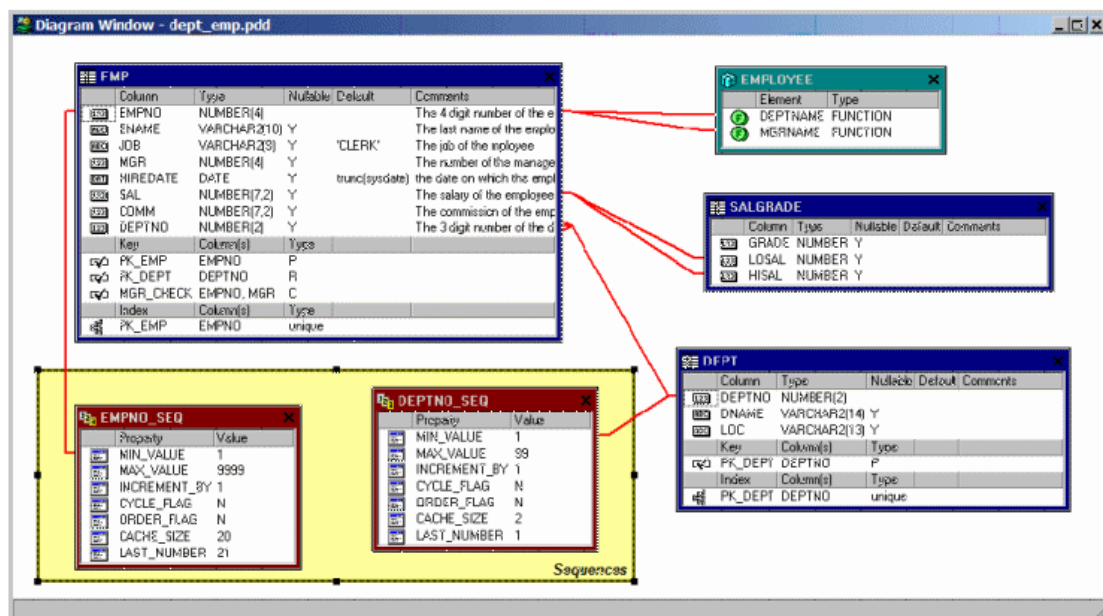 Diagram Window - dept_emp.pdd
EMP
Column Type Nullable Default Comments
EMPNO NUMBER(4) The 4 digit number of the e
ENAME VARCHAR2(10) Y The last name of the emplo
JOB VARCHAR2(9) Y 'CLERK' The job of the mployee
MGR NUMBER(4) Y The number of the manage
HIREDATE DATE Y trunc(sysdate) the date on which the empl
SAL NUMBER(7,2) Y The salary of the employee
COMM NUMBER(7,2) Y The commission of the emp
DEPTNO NUMBER(2) Y The 3 digit number of the d
Key Column(s) Type
PK_EMP EMPNO P
FK_DEPT DEPTNO R
MGR_CHECK EMPNO, MGR C
Index Column(s) Type
PK_EMP EMPNO unique
EMPLOYEE
Element Type
DEPTNAME FUNCTION
MGRNAME FUNCTION
SALGRADE
Column Type Nullable Default Comments
GRADE NUMBER Y
LOSAL NUMBER Y
HISAL NUMBER Y
DEPT
Column Type Nullable Default Comments
DEPTNO NUMBER(2)
DNAME VARCHAR2(14) Y
LOC VARCHAR2(13) Y
Key Column(s) Type
PK_DEPT DEPTNO P
Index Column(s) Type
PK_DEPT DEPTNO unique
EMPNO_SEQ
Property Value
MIN_VALUE 1
MAX_VALUE 9999
INCREMENT_BY 1
CYCLE_FLAG N
ORDER_FLAG N
CACHE_SIZE 20
LAST_NUMBER 21
DEPTNO_SEQ
Property Value
MIN_VALUE 1
MAX_VALUE 99
INCREMENT_BY 1
CYCLE_FLAG N
ORDER_FLAG N
CACHE_SIZE 2
LAST_NUMBER 1
Sequences